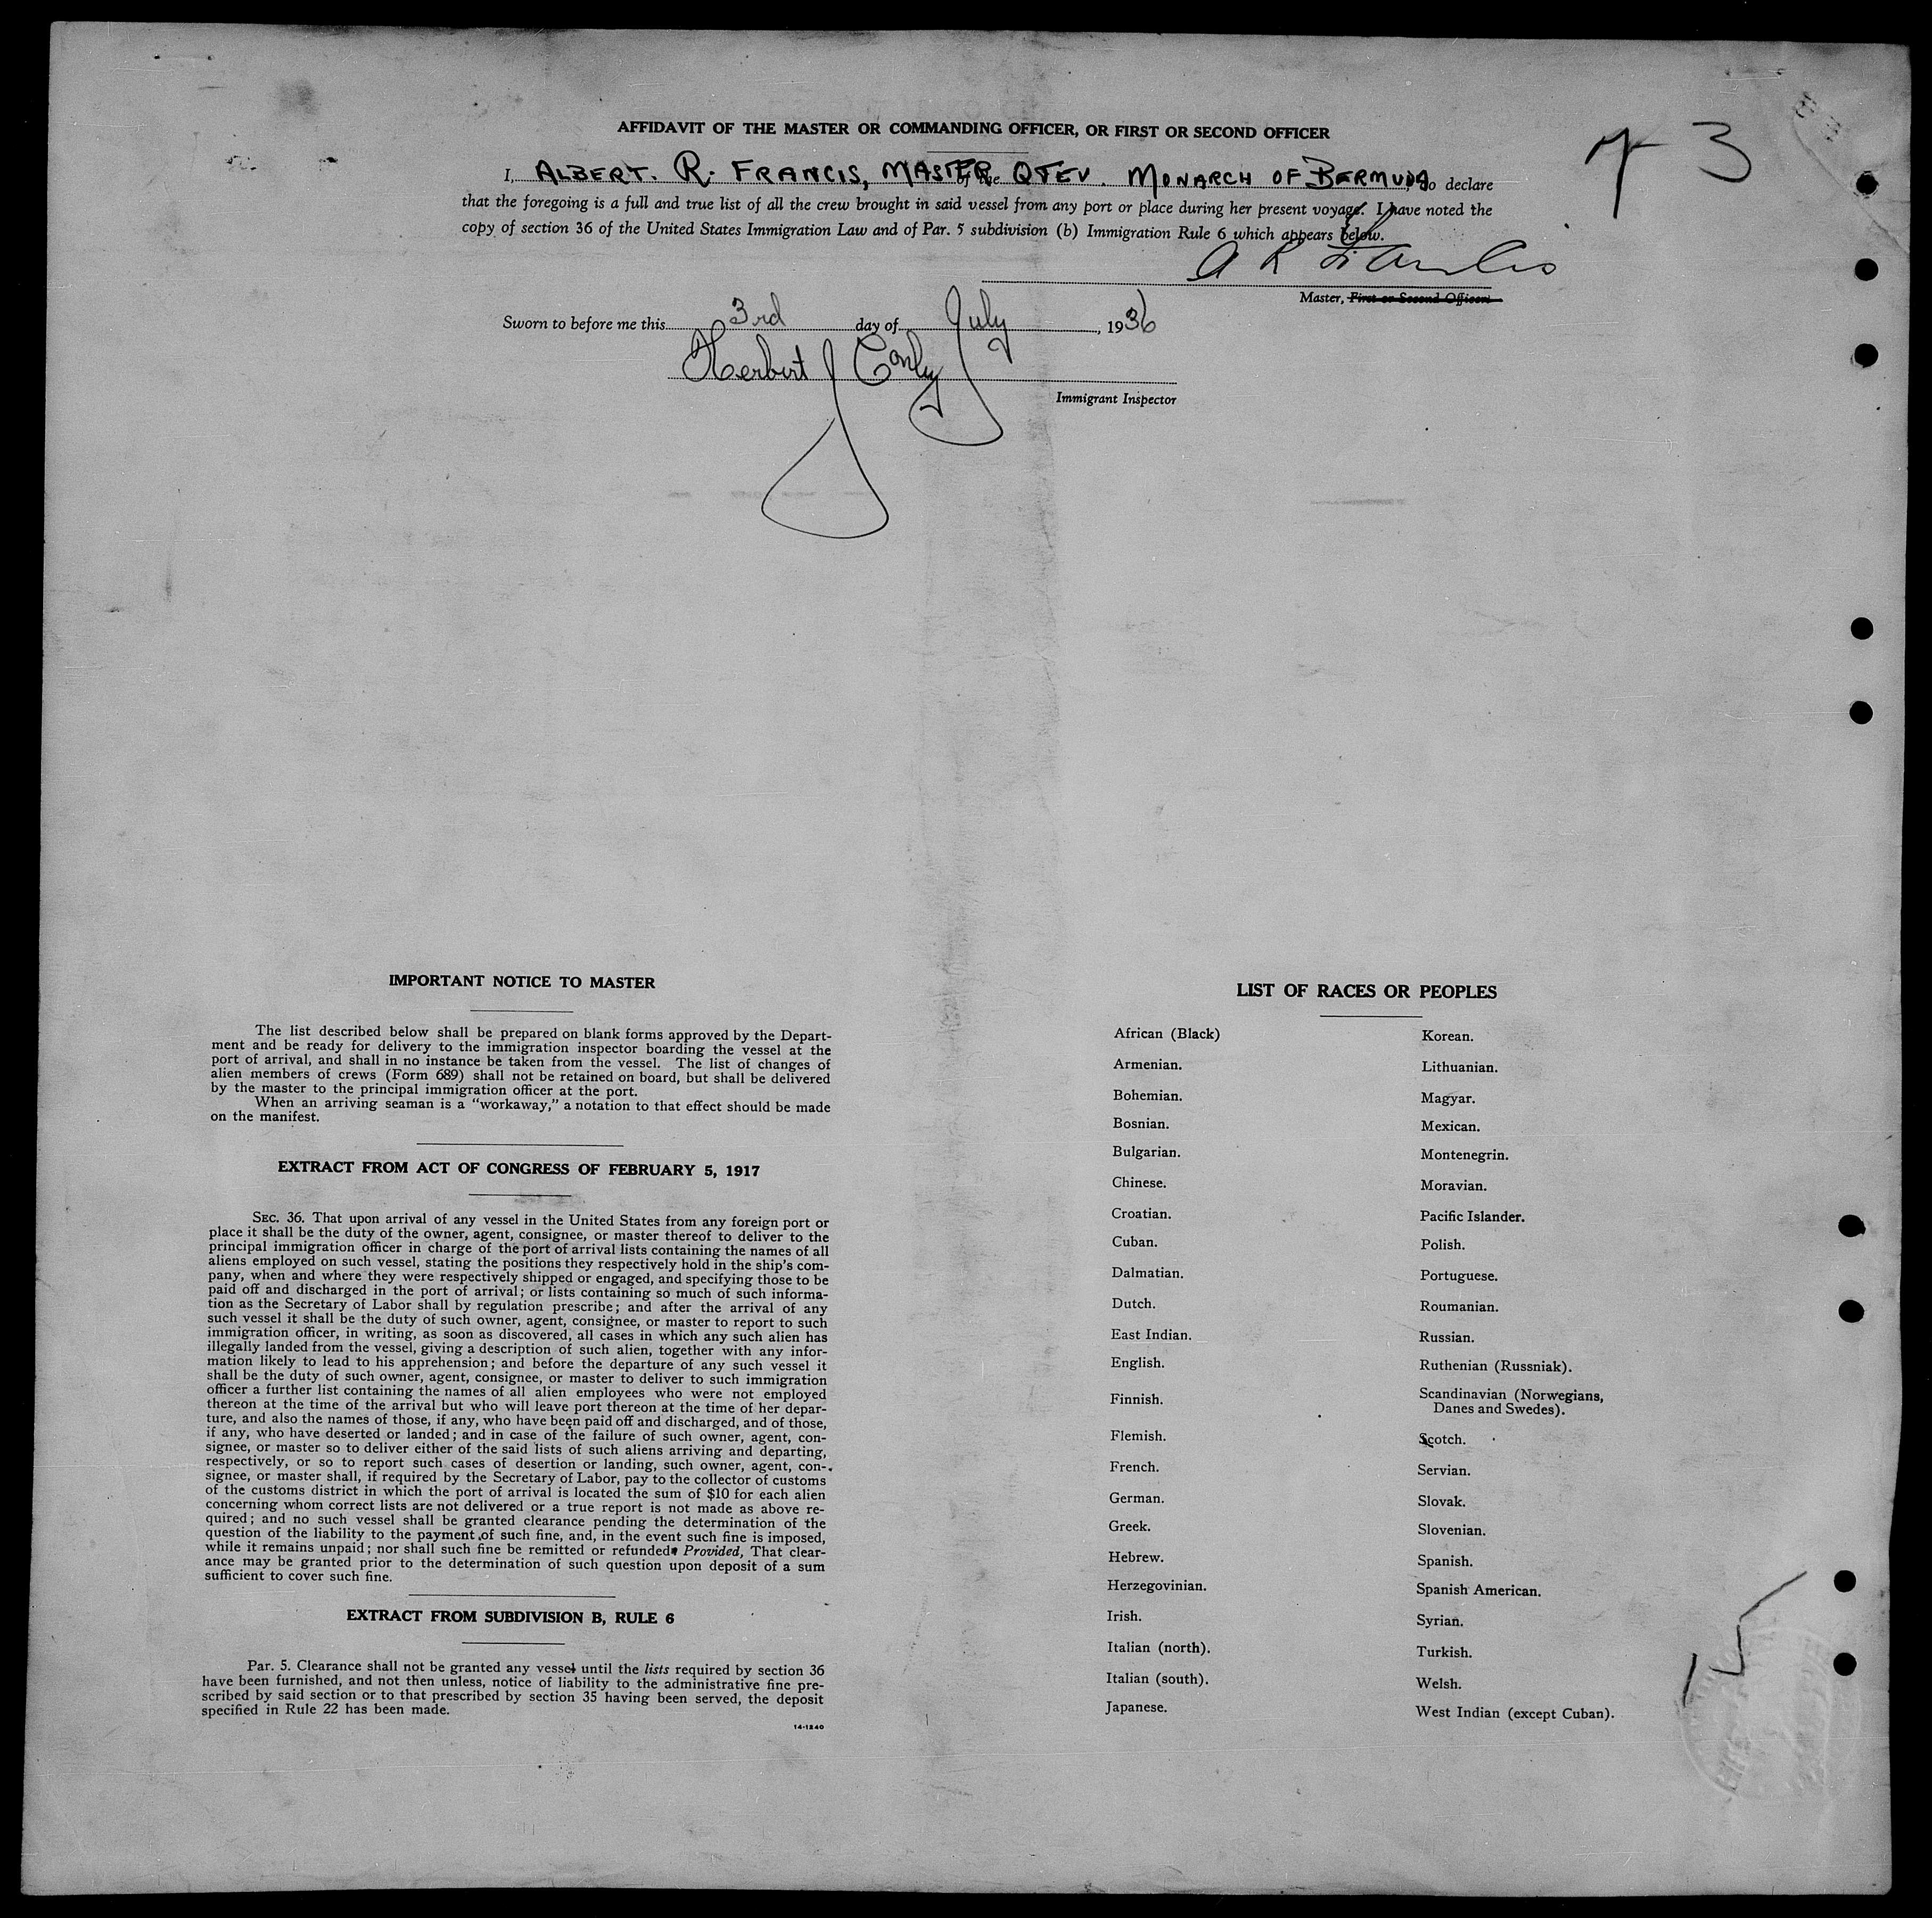 AFFIDAVIT OF THE MASTER OR COMMANDING OFFICER, OR FIRST OR SECOND OFFICER
7 3
I, ALBERT. R. FRANCIS, MASTER of the QTEV. MONARCH OF BERMUDA, do declare
that the foregoing is a full and true list of all the crew brought in said vessel from any port or place during her present voyage. I have noted the
copy of section 36 of the United States Immigration Law and of Par. 5 subdivision (b) Immigration Rule 6 which appears below.
A R Francis
Master, First or Second Officer.
Sworn to before me this 3rd day of July, 1936
Herbert J Conly
Immigrant Inspector
IMPORTANT NOTICE TO MASTER
The list described below shall be prepared on blank forms approved by the Depart-
ment and be ready for delivery to the immigration inspector boarding the vessel at the
port of arrival, and shall in no instance be taken from the vessel. The list of changes of
alien members of crews (Form 689) shall not be retained on board, but shall be delivered
by the master to the principal immigration officer at the port.
When an arriving seaman is a "workaway," a notation to that effect should be made
on the manifest.
EXTRACT FROM ACT OF CONGRESS OF FEBRUARY 5, 1917
SEC. 36. That upon arrival of any vessel in the United States from any foreign port or
place it shall be the duty of the owner, agent, consignee, or master thereof to deliver to the
principal immigration officer in charge of the port of arrival lists containing the names of all
aliens employed on such vessel, stating the positions they respectively hold in the ship's com-
pany, when and where they were respectively shipped or engaged, and specifying those to be
paid off and discharged in the port of arrival; or lists containing so much of such informa-
tion as the Secretary of Labor shall by regulation prescribe; and after the arrival of any
such vessel it shall be the duty of such owner, agent, consignee, or master to report to such
immigration officer, in writing, as soon as discovered, all cases in which any such alien has
illegally landed from the vessel, giving a description of such alien, together with any infor-
mation likely to lead to his apprehension; and before the departure of any such vessel it
shall be the duty of such owner, agent, consignee, or master to deliver to such immigration
officer a further list containing the names of all alien employees who were not employed
thereon at the time of the arrival but who will leave port thereon at the time of her depar-
ture, and also the names of those, if any, who have been paid off and discharged, and of those,
if any, who have deserted or landed; and in case of the failure of such owner, agent, con-
signee, or master so to deliver either of the said lists of such aliens arriving and departing,
respectively, or so to report such cases of desertion or landing, such owner, agent, con-
signee, or master shall, if required by the Secretary of Labor, pay to the collector of customs
of the customs district in which the port of arrival is located the sum of $10 for each alien
concerning whom correct lists are not delivered or a true report is not made as above re-
quired; and no such vessel shall be granted clearance pending the determination of the
question of the liability to the payment of such fine, and, in the event such fine is imposed,
while it remains unpaid; nor shall such fine be remitted or refunded: Provided, That clear-
ance may be granted prior to the determination of such question upon deposit of a sum
sufficient to cover such fine.
EXTRACT FROM SUBDIVISION B, RULE 6
Par. 5. Clearance shall not be granted any vessel until the lists required by section 36
have been furnished, and not then unless, notice of liability to the administrative fine pre-
scribed by said section or to that prescribed by section 35 having been served, the deposit
specified in Rule 22 has been made.
14-1240
LIST OF RACES OR PEOPLES
African (Black)
Armenian.
Bohemian.
Bosnian.
Bulgarian.
Chinese.
Croatian.
Cuban.
Dalmatian.
Dutch.
East Indian.
English.
Finnish.
Flemish.
French.
German.
Greek.
Hebrew.
Herzegovinian.
Irish.
Italian (north).
Italian (south).
Japanese.
Korean.
Lithuanian.
Magyar.
Mexican.
Montenegrin.
Moravian.
Pacific Islander.
Polish.
Portuguese.
Roumanian.
Russian.
Ruthenian (Russniak).
Scandinavian (Norwegians,
Danes and Swedes).
Scotch.
Servian.
Slovak.
Slovenian.
Spanish.
Spanish American.
Syrian.
Turkish.
Welsh.
West Indian (except Cuban).